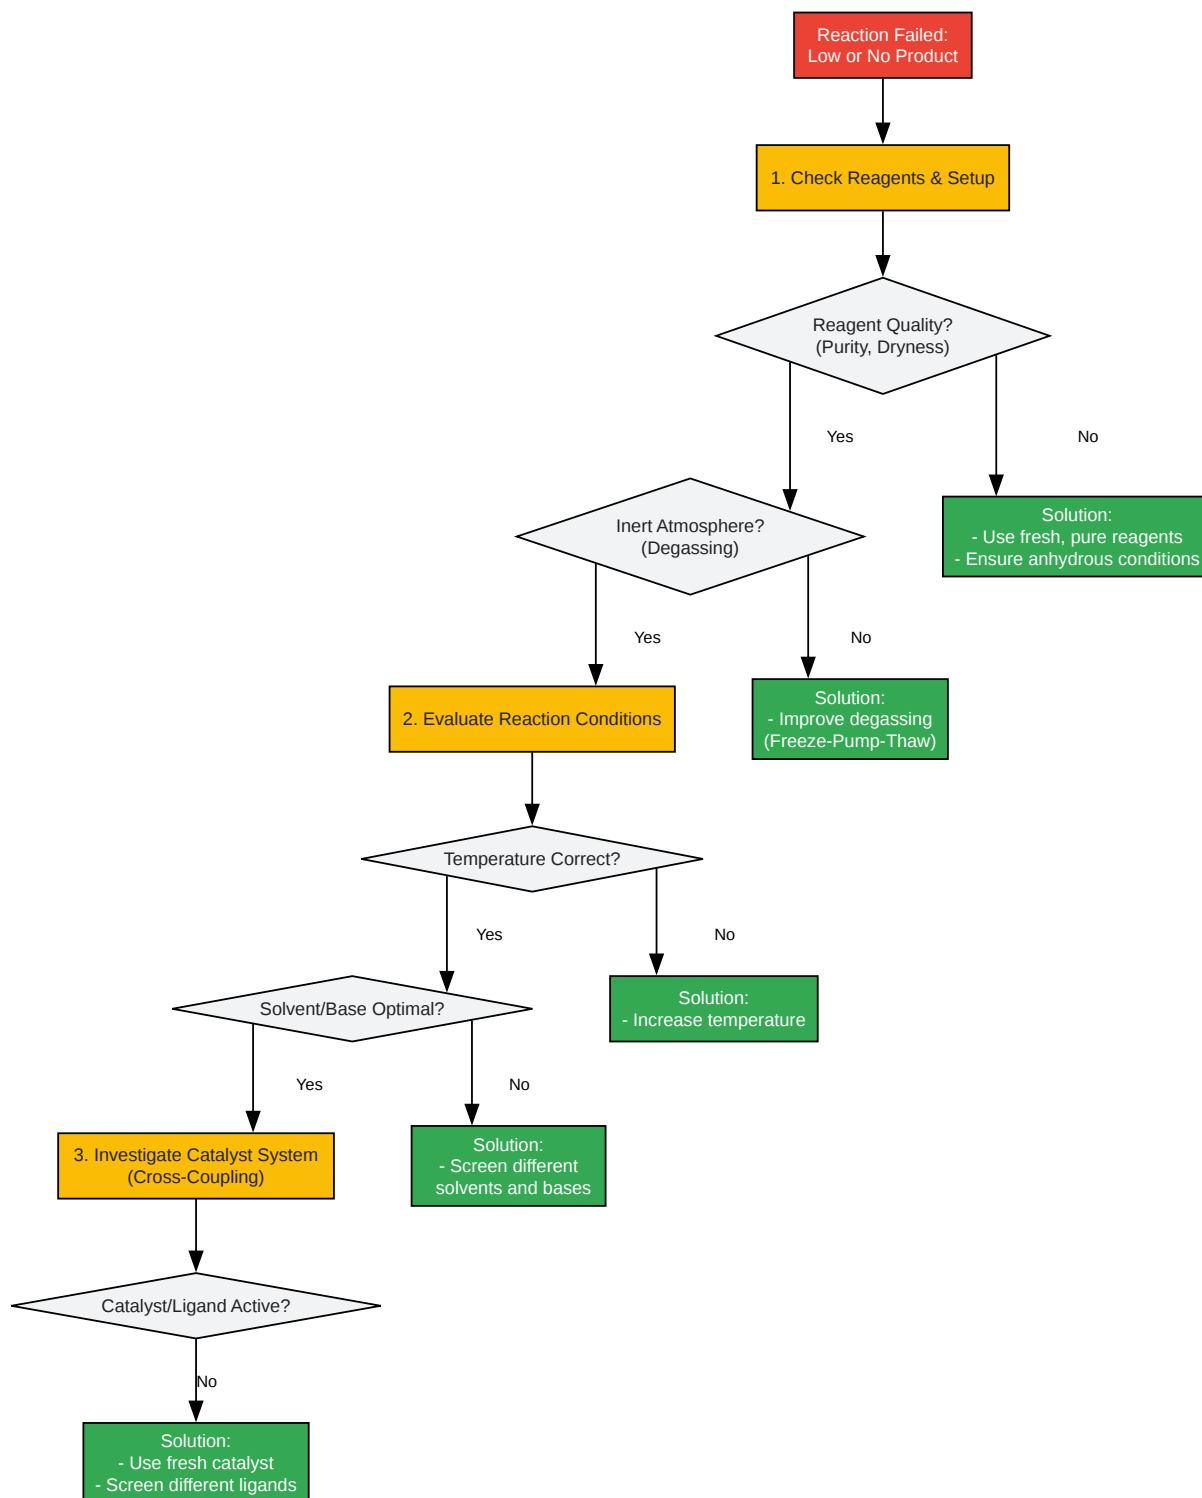 Reaction Failed:
Low or No Product
1. Check Reagents & Setup
Reagent Quality?
(Purity, Dryness)
Yes
No
Inert Atmosphere?
(Degassing)
Solution:
- Use fresh, pure reagents
- Ensure anhydrous conditions
Yes
No
2. Evaluate Reaction Conditions
Solution:
- Improve degassing
(Freeze-Pump-Thaw)
Temperature Correct?
Yes
No
Solvent/Base Optimal?
Solution:
- Increase temperature
Yes
No
3. Investigate Catalyst System
(Cross-Coupling)
Solution:
- Screen different
solvents and bases
Catalyst/Ligand Active?
No
Solution:
- Use fresh catalyst
- Screen different ligands